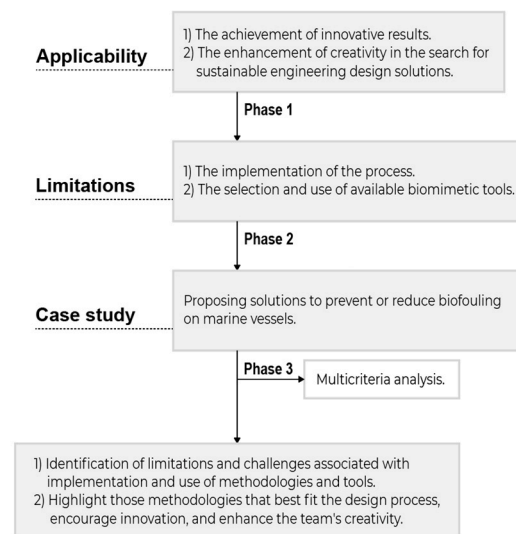 Applicability
1) The achievement of innovative results.
2) The enhancement of creativity in the search for
sustainable engineering design solutions.
Phase 1
Limitations
1) The implementation of the process.
2) The selection and use of available biomimetic tools.
Phase 2
Case study
Proposing solutions to prevent or reduce biofouling
on marine vessels.
Phase 3
Multicriteria analysis.
1) Identification of limitations and challenges associated with
implementation and use of methodologies and tools.
2) Highlight those methodologies that best fit the design process,
encourage innovation, and enhance the team's creativity.